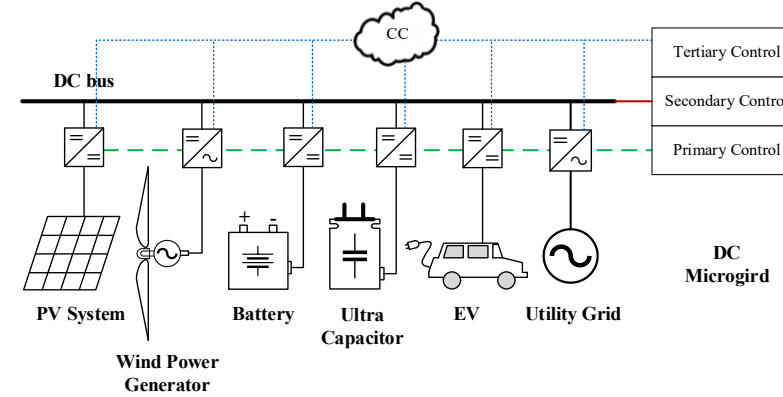 CC
Tertiary Control
DC bus
Secondary Contro
Primary Control
+ -
PV System
Battery
Ultra
Capacitor
EV
Utility Grid
DC
Microgird
Wind Power
Generator